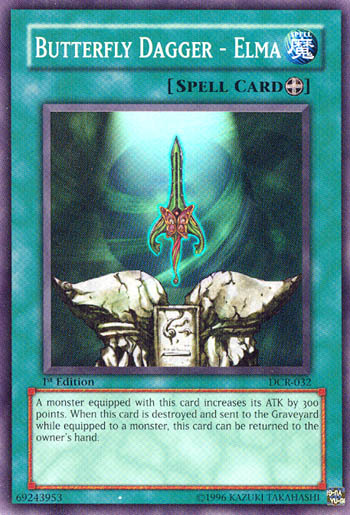 BUTTERFLY DAGGER - ELMA
SPELL
魔
[SPELL CARD]
1st Edition
DCR-032
A monster equipped with this card increases its ATK by 300
points. When this card is destroyed and sent to the Graveyard
while equipped to a monster, this card can be returned to the
owner's hand.
69243953
©1996 KAZUKI TAKAHASHI